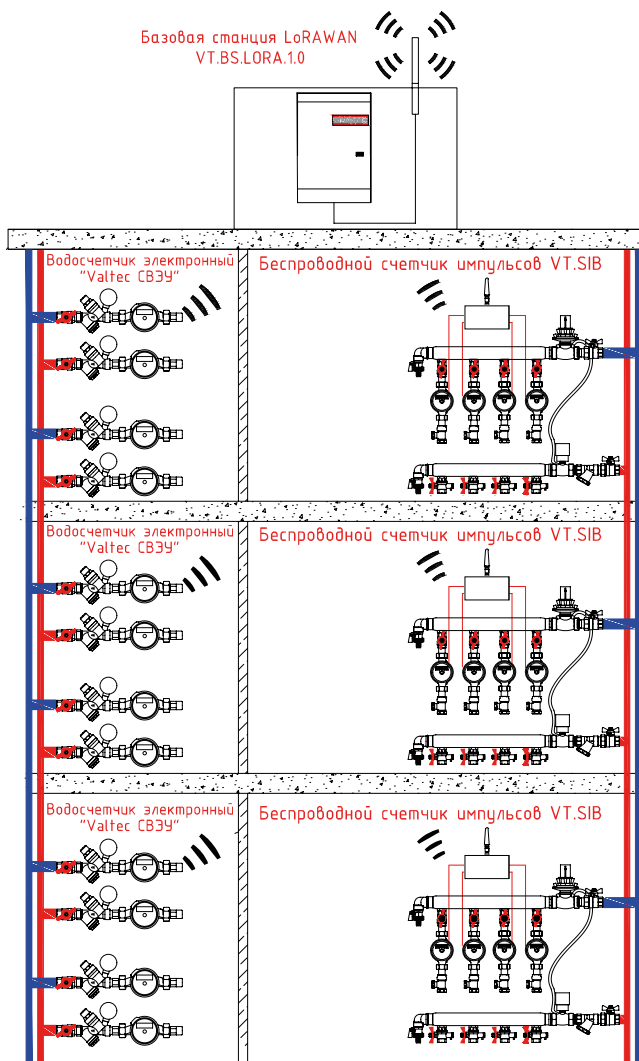 Базовая станция LoRAWAN
VT.BS.LORA.1.0
Водосчетчик электронный
"Valtec СВЭУ"
Беспроводной счетчик импульсов VT.SIB
Водосчетчик электронный
"Valtec СВЭУ"
Беспроводной счетчик импульсов VT.SIB
Водосчетчик электронный
"Valtec СВЭУ"
Беспроводной счетчик импульсов VT.SIB